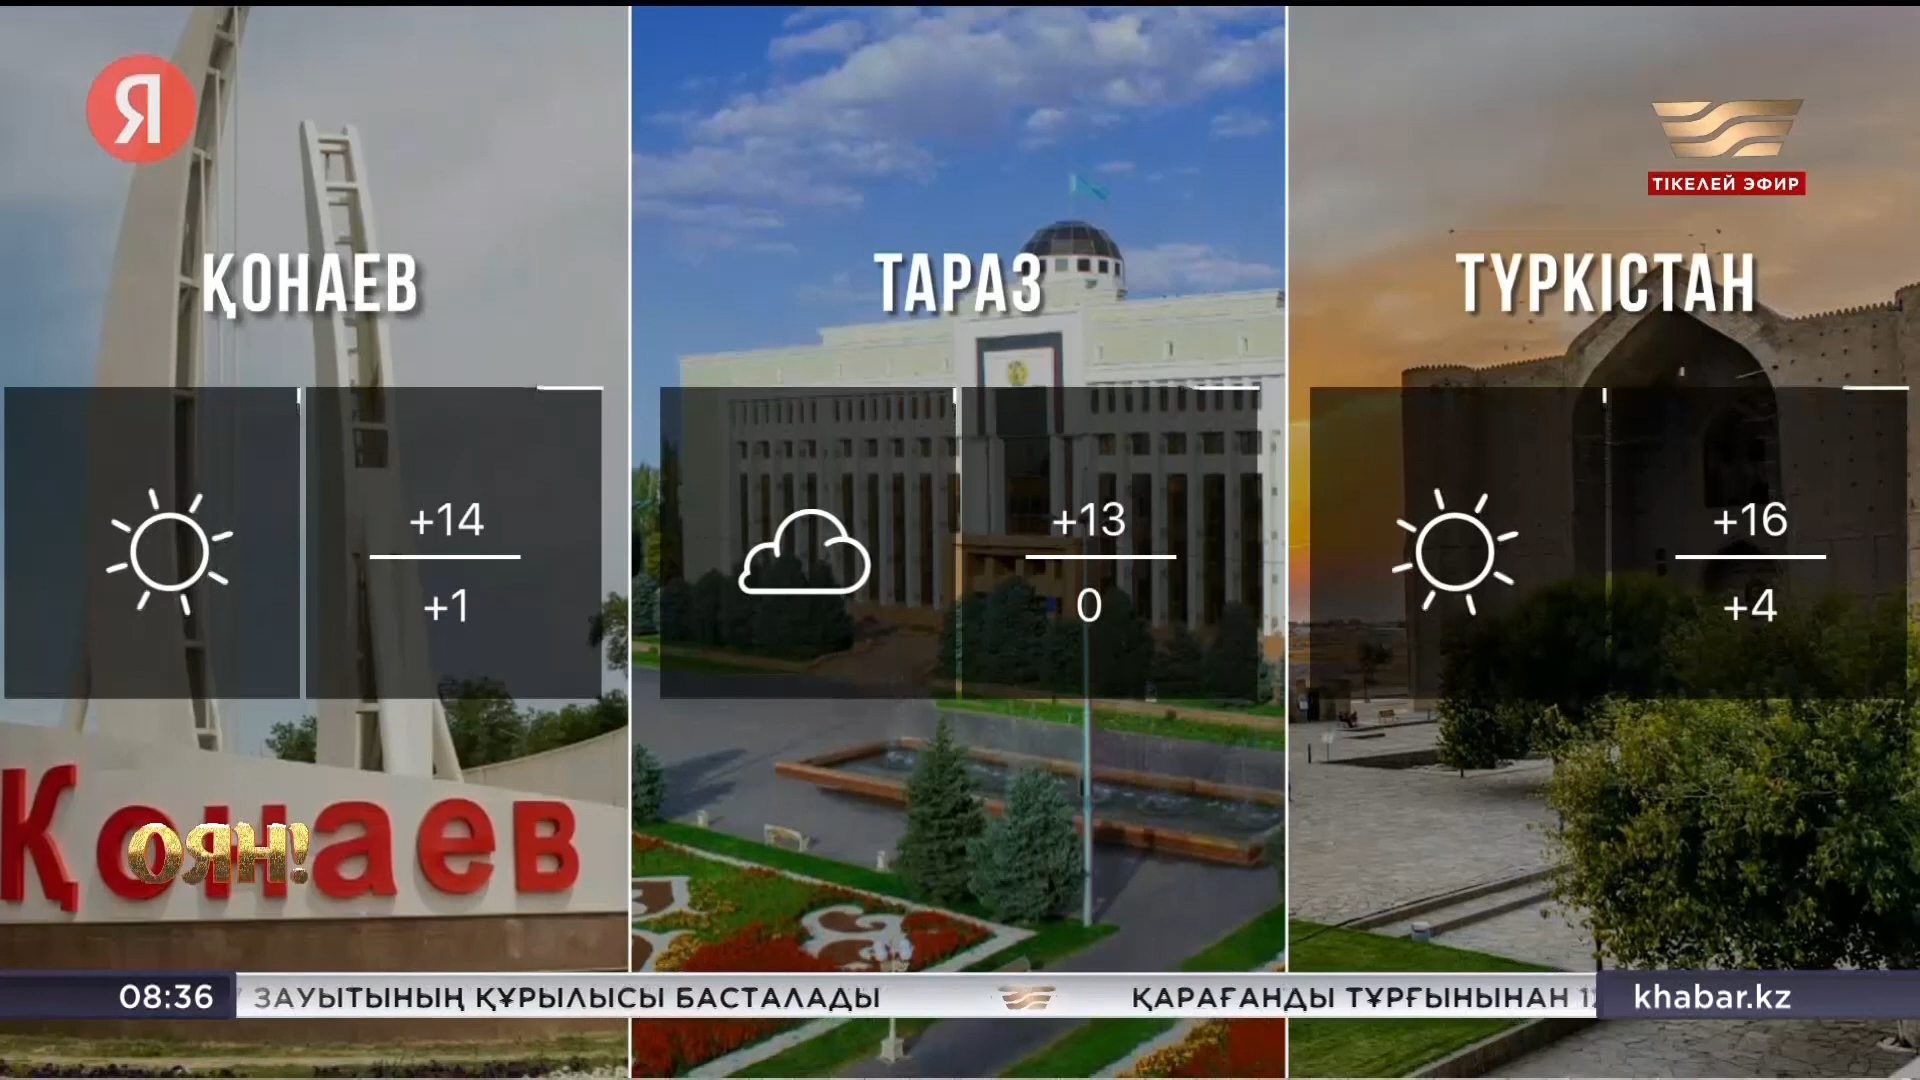 Я
ТІКЕЛЕЙ ЭФИР
ҚОНАЕВ
ТАРАЗ
ТҮРКІСТАН
+14
+1
+13
0
+16
+4
Қонаев
ОЯН!
08:36
ЗАУЫТЫНЫҢ ҚҰРЫЛЫСЫ БАСТАЛАДЫ
ҚАРАҒАНДЫ ТҰРҒЫНЫНАН
khabar.kz